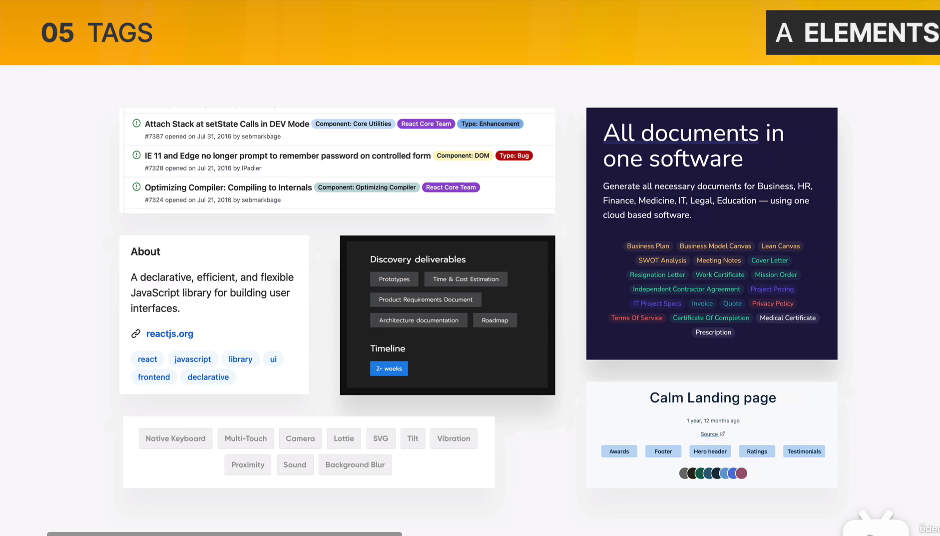 05 TAGS
A ELEMENTS
Attach Stack at setState Calls in DEV Mode Component: Core Utilities React Core Team Type: Enhancement
#7387 opened on Jul 31, 2016 by sebmarkbage
IE 11 and Edge no longer prompt to remember password on controlled form Component: DOM Type: Bug
#7328 opened on Jul 21, 2016 by IPadier
Optimizing Compiler: Compiling to Internals Component: Optimizing Compiler React Core Team
#7324 opened on Jul 21, 2016 by sebmarkbage
About
A declarative, efficient, and flexible
JavaScript library for building user
interfaces.
reactjs.org
react javascript library ui
frontend declarative
Discovery deliverables
Prototypes Time & Cost Estimation
Product Requirements Document
Architecture documentation Roadmap
Timeline
2+ weeks
Native Keyboard Multi-Touch Camera Lottie SVG Tilt Vibration
Proximity Sound Background Blur
All documents in
one software
Generate all necessary documents for Business, HR,
Finance, Medicine, IT, Legal, Education — using one
cloud based software.
Business Plan Business Model Canvas Lean Canvas
SWOT Analysis Meeting Notes Cover Letter
Resignation Letter Work Certificate Mission Order
Independent Contractor Agreement Project Pricing
IT Project Specs Invoice Quote Privacy Policy
Terms Of Service Certificate Of Completion Medical Certificate
Prescription
Calm Landing page
1 year, 12 months ago
Source
Awards Footer Hero header Ratings Testimonials